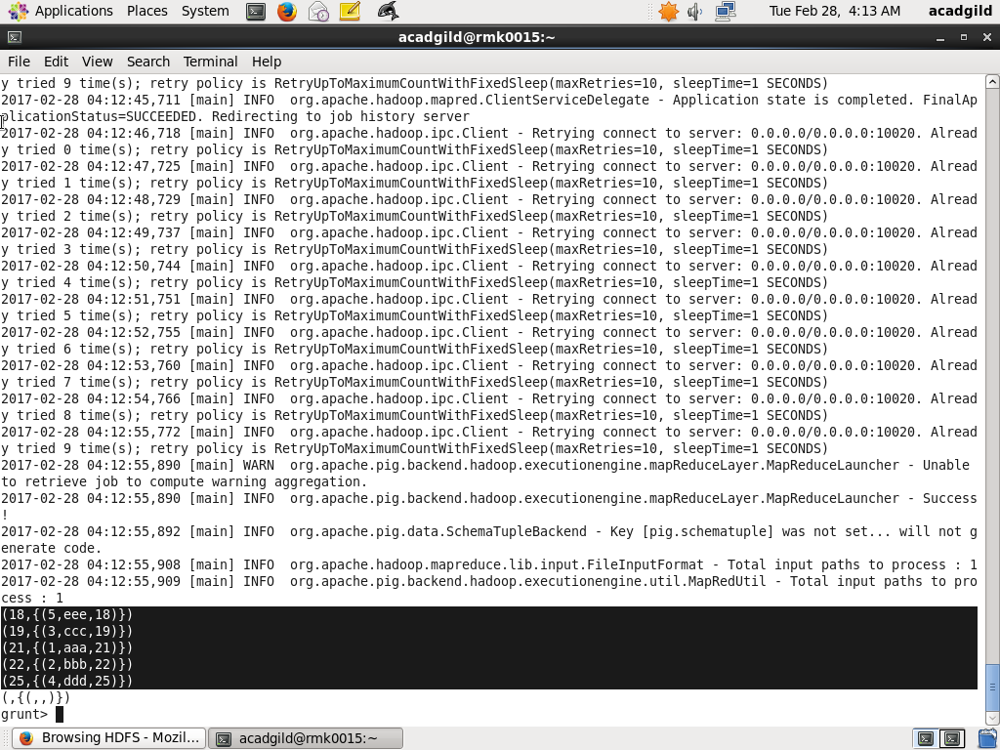 Applications Places System Tue Feb 28, 4:13 AM acadgild
acadgild@rmk0015:~
File Edit View Search Terminal Help
y tried 9 time(s); retry policy is RetryUpToMaximumCountWithFixedSleep(maxRetries=10, sleepTime=1 SECONDS)
2017-02-28 04:12:45,711 [main] INFO  org.apache.hadoop.mapred.ClientServiceDelegate - Application state is completed. FinalAp
plicationStatus=SUCCEEDED. Redirecting to job history server
2017-02-28 04:12:46,718 [main] INFO  org.apache.hadoop.ipc.Client - Retrying connect to server: 0.0.0.0/0.0.0.0:10020. Alread
y tried 0 time(s); retry policy is RetryUpToMaximumCountWithFixedSleep(maxRetries=10, sleepTime=1 SECONDS)
2017-02-28 04:12:47,725 [main] INFO  org.apache.hadoop.ipc.Client - Retrying connect to server: 0.0.0.0/0.0.0.0:10020. Alread
y tried 1 time(s); retry policy is RetryUpToMaximumCountWithFixedSleep(maxRetries=10, sleepTime=1 SECONDS)
2017-02-28 04:12:48,729 [main] INFO  org.apache.hadoop.ipc.Client - Retrying connect to server: 0.0.0.0/0.0.0.0:10020. Alread
y tried 2 time(s); retry policy is RetryUpToMaximumCountWithFixedSleep(maxRetries=10, sleepTime=1 SECONDS)
2017-02-28 04:12:49,737 [main] INFO  org.apache.hadoop.ipc.Client - Retrying connect to server: 0.0.0.0/0.0.0.0:10020. Alread
y tried 3 time(s); retry policy is RetryUpToMaximumCountWithFixedSleep(maxRetries=10, sleepTime=1 SECONDS)
2017-02-28 04:12:50,744 [main] INFO  org.apache.hadoop.ipc.Client - Retrying connect to server: 0.0.0.0/0.0.0.0:10020. Alread
y tried 4 time(s); retry policy is RetryUpToMaximumCountWithFixedSleep(maxRetries=10, sleepTime=1 SECONDS)
2017-02-28 04:12:51,751 [main] INFO  org.apache.hadoop.ipc.Client - Retrying connect to server: 0.0.0.0/0.0.0.0:10020. Alread
y tried 5 time(s); retry policy is RetryUpToMaximumCountWithFixedSleep(maxRetries=10, sleepTime=1 SECONDS)
2017-02-28 04:12:52,755 [main] INFO  org.apache.hadoop.ipc.Client - Retrying connect to server: 0.0.0.0/0.0.0.0:10020. Alread
y tried 6 time(s); retry policy is RetryUpToMaximumCountWithFixedSleep(maxRetries=10, sleepTime=1 SECONDS)
2017-02-28 04:12:53,760 [main] INFO  org.apache.hadoop.ipc.Client - Retrying connect to server: 0.0.0.0/0.0.0.0:10020. Alread
y tried 7 time(s); retry policy is RetryUpToMaximumCountWithFixedSleep(maxRetries=10, sleepTime=1 SECONDS)
2017-02-28 04:12:54,766 [main] INFO  org.apache.hadoop.ipc.Client - Retrying connect to server: 0.0.0.0/0.0.0.0:10020. Alread
y tried 8 time(s); retry policy is RetryUpToMaximumCountWithFixedSleep(maxRetries=10, sleepTime=1 SECONDS)
2017-02-28 04:12:55,772 [main] INFO  org.apache.hadoop.ipc.Client - Retrying connect to server: 0.0.0.0/0.0.0.0:10020. Alread
y tried 9 time(s); retry policy is RetryUpToMaximumCountWithFixedSleep(maxRetries=10, sleepTime=1 SECONDS)
2017-02-28 04:12:55,890 [main] WARN  org.apache.pig.backend.hadoop.executionengine.mapReduceLayer.MapReduceLauncher - Unable
to retrieve job to compute warning aggregation.
2017-02-28 04:12:55,890 [main] INFO  org.apache.pig.backend.hadoop.executionengine.mapReduceLayer.MapReduceLauncher - Success
!
2017-02-28 04:12:55,892 [main] INFO  org.apache.pig.data.SchemaTupleBackend - Key [pig.schematuple] was not set... will not g
enerate code.
2017-02-28 04:12:55,908 [main] INFO  org.apache.hadoop.mapreduce.lib.input.FileInputFormat - Total input paths to process : 1
2017-02-28 04:12:55,909 [main] INFO  org.apache.pig.backend.hadoop.executionengine.util.MapRedUtil - Total input paths to pro
cess : 1
(18,{(5,eee,18)})
(19,{(3,ccc,19)})
(21,{(1,aaa,21)})
(22,{(2,bbb,22)})
(25,{(4,ddd,25)})
(,{(,,)})
grunt>
Browsing HDFS - Mozil... acadgild@rmk0015:~